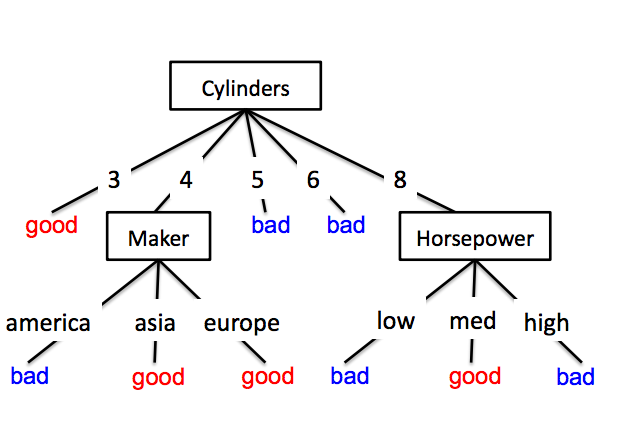 Cylinders
3 4 5 6 8
good Maker bad bad Horsepower
america asia europe low med high
bad good good bad good bad